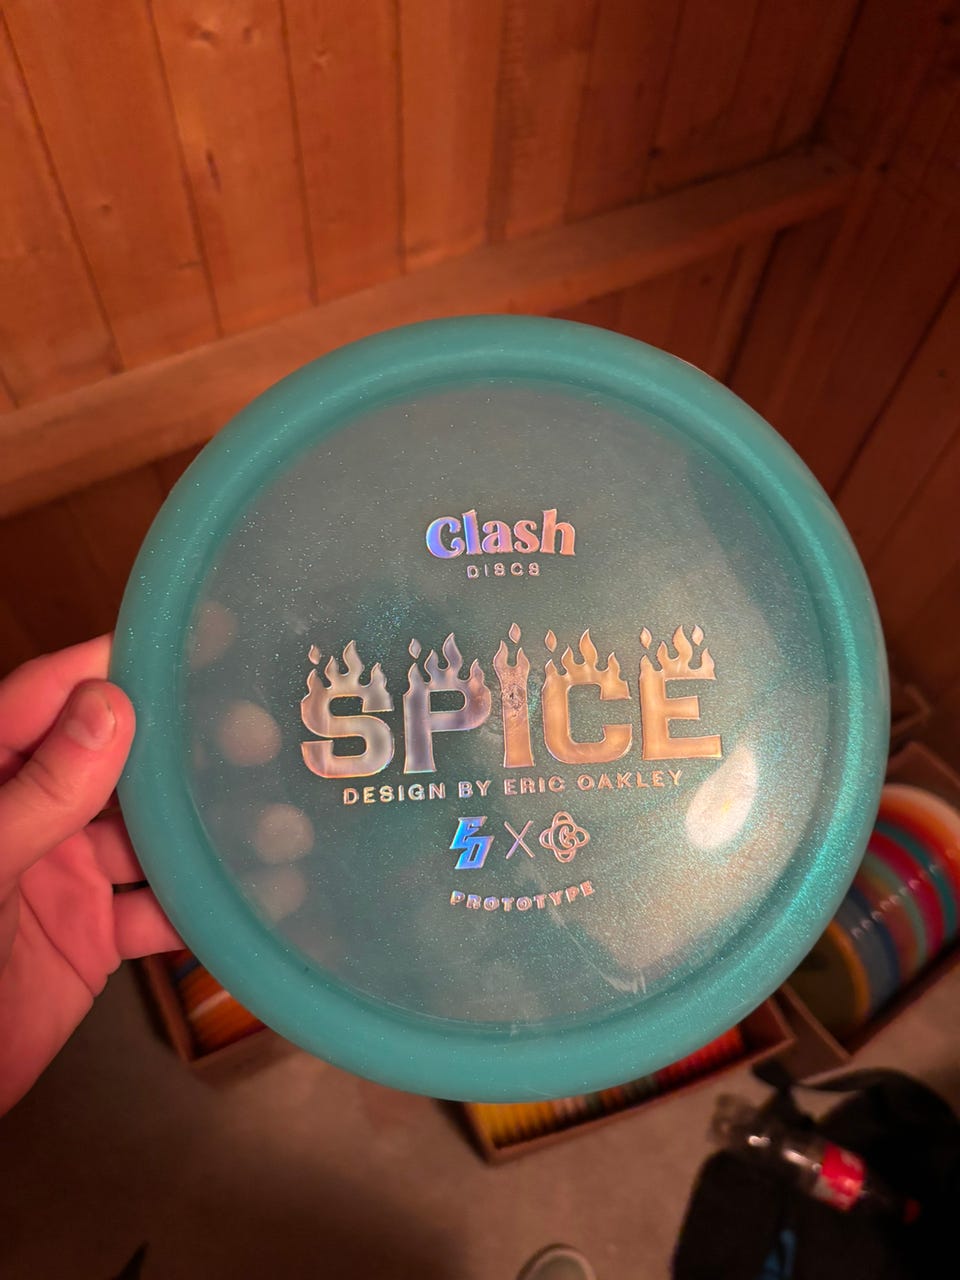 Clash
DISCS
SPICE
DESIGN BY ERIC OAKLEY
EO X C
PROTOTYPE